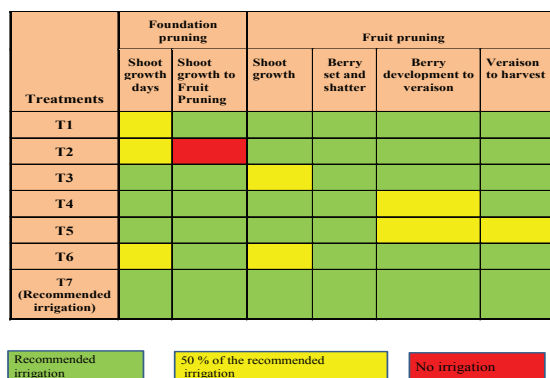 Foundation
pruning
Fruit pruning
Treatments
Shoot
growth
days
Shoot
growth to
Fruit
Pruning
Shoot
growth
Berry
set and
shatter
Berry
development to
veraison
Veraison
to harvest
T1
T2
T3
T4
T5
T6
T7
(Recommended
irrigation)
Recommended
irrigation
50 % of the recommended
irrigation
No irrigation